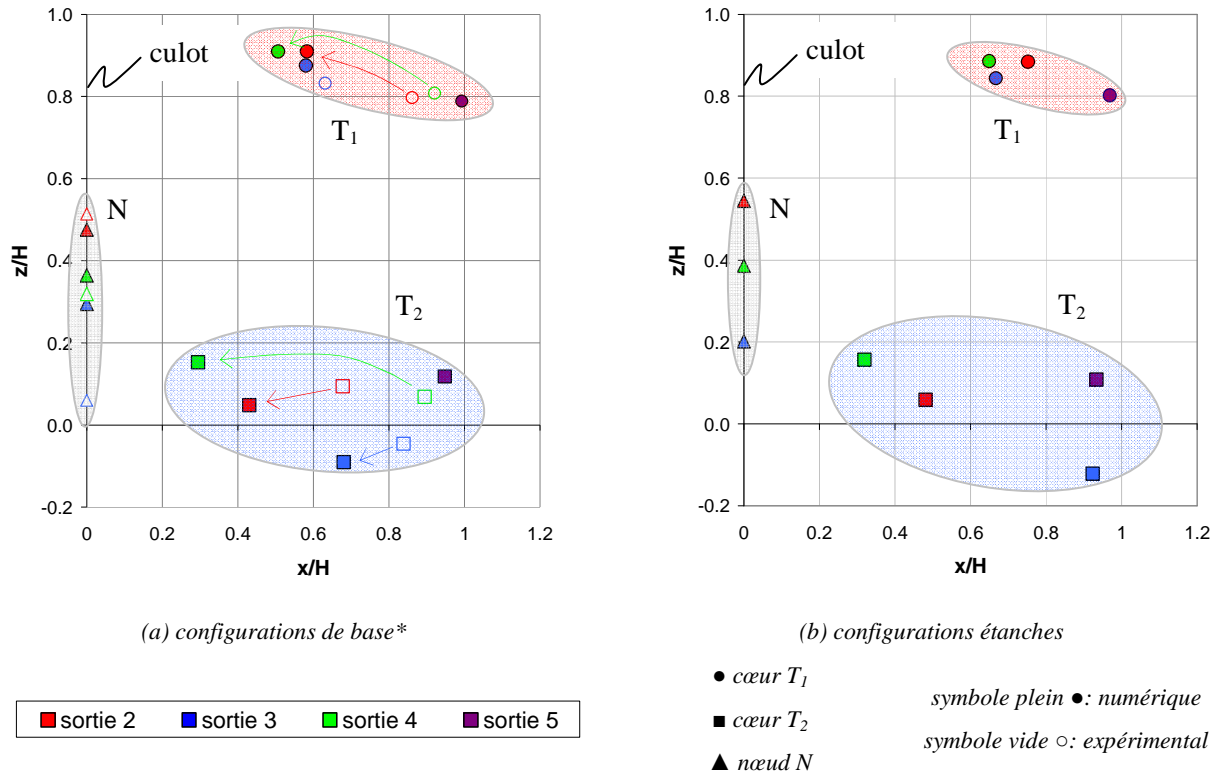 1.0
0.8
0.6
0.4
0.2
0.0
-0.2
z/H
0 0.2 0.4 0.6 0.8 1 1.2
x/H
culot
T₁
N
T₂
(a) configurations de base*
1.0
0.8
0.6
0.4
0.2
0.0
-0.2
z/H
0 0.2 0.4 0.6 0.8 1 1.2
x/H
culot
T₁
N
T₂
(b) configurations étanches
■ sortie 2 ■ sortie 3 ■ sortie 4 ■ sortie 5
● cœur T₁
■ cœur T₂
▲ nœud N
symbole plein ●: numérique
symbole vide ○: expérimental